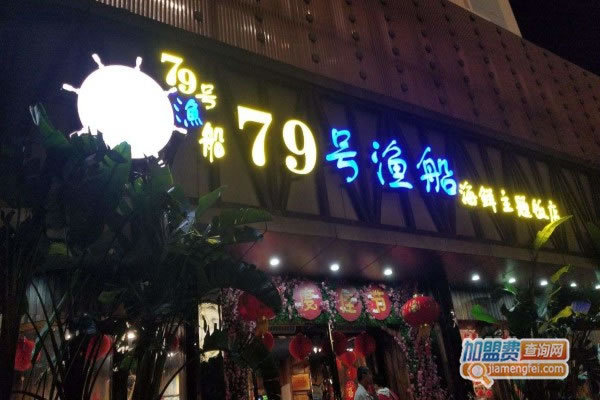 79号
渔
船
79号渔船海鲜主题饭店
加盟费查询网
jiamengfei.com